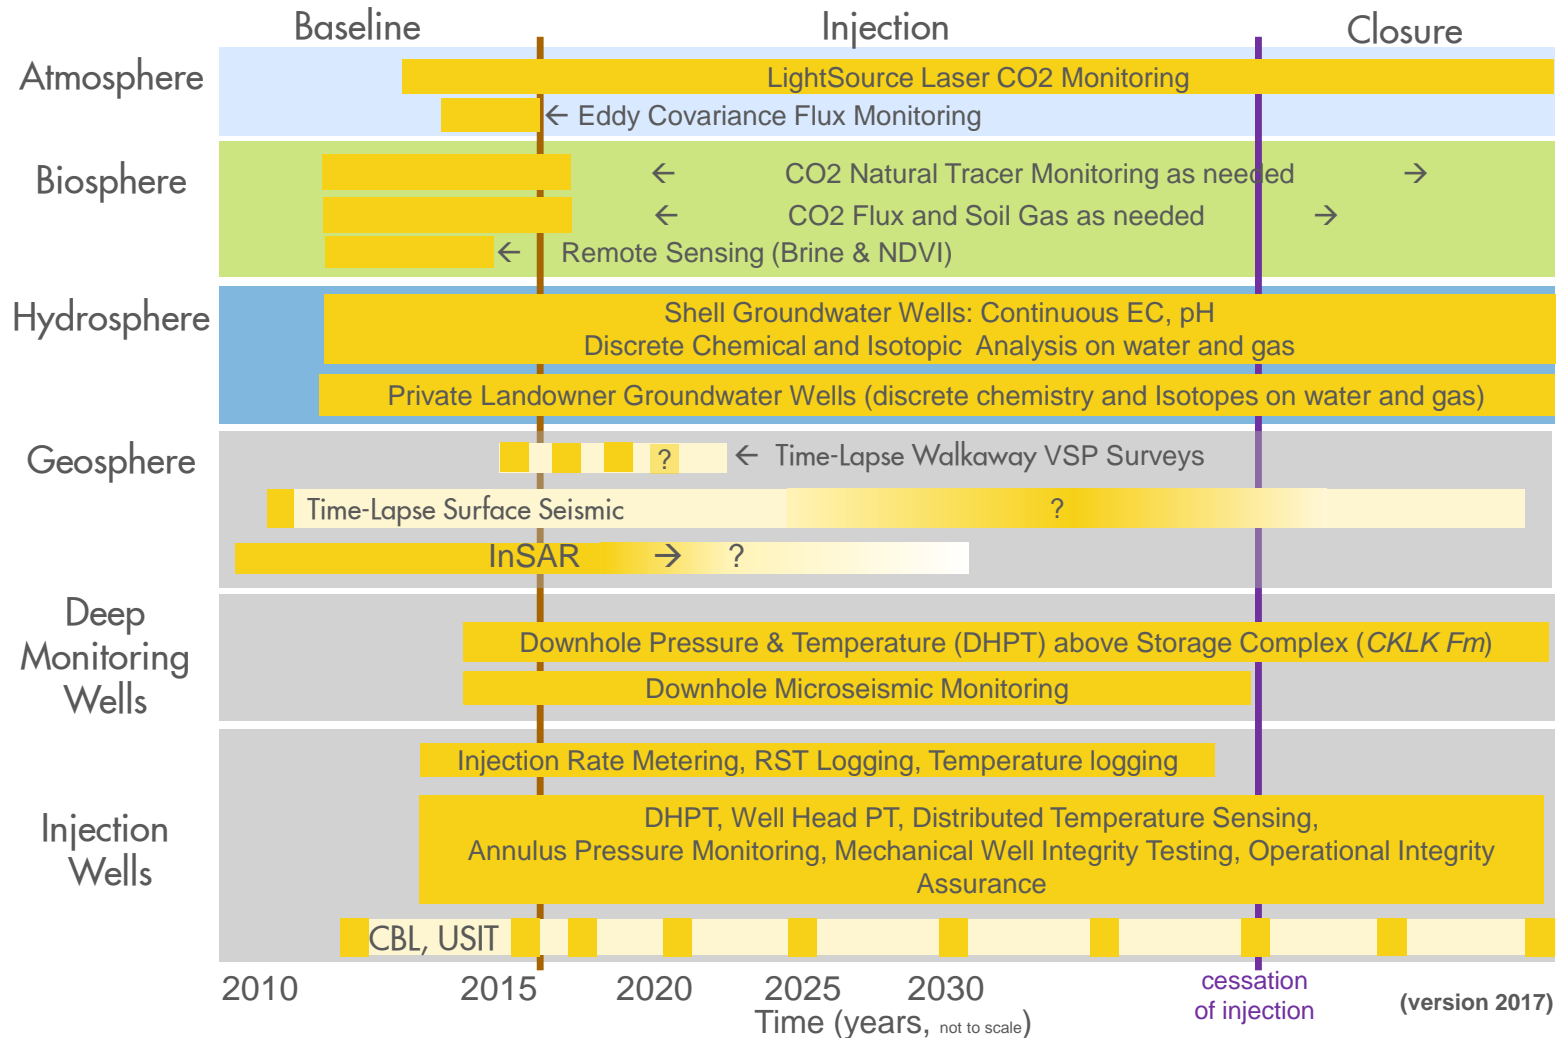 Baseline Injection Closure
Atmosphere
LightSource Laser CO2 Monitoring
← Eddy Covariance Flux Monitoring
Biosphere
← CO2 Natural Tracer Monitoring as needed →
← CO2 Flux and Soil Gas as needed →
← Remote Sensing (Brine & NDVI)
Hydrosphere
Shell Groundwater Wells: Continuous EC, pH
Discrete Chemical and Isotopic Analysis on water and gas
Private Landowner Groundwater Wells (discrete chemistry and Isotopes on water and gas)
Geosphere
? ← Time-Lapse Walkaway VSP Surveys
Time-Lapse Surface Seismic ?
InSAR → ?
Deep
Monitoring
Wells
Downhole Pressure & Temperature (DHPT) above Storage Complex (CKLK Fm)
Downhole Microseismic Monitoring
Injection
Wells
Injection Rate Metering, RST Logging, Temperature logging
DHPT, Well Head PT, Distributed Temperature Sensing,
Annulus Pressure Monitoring, Mechanical Well Integrity Testing, Operational Integrity
Assurance
CBL, USIT
2010 2015 2020 2025 2030
cessation
of injection
(version 2017)
Time (years, not to scale)